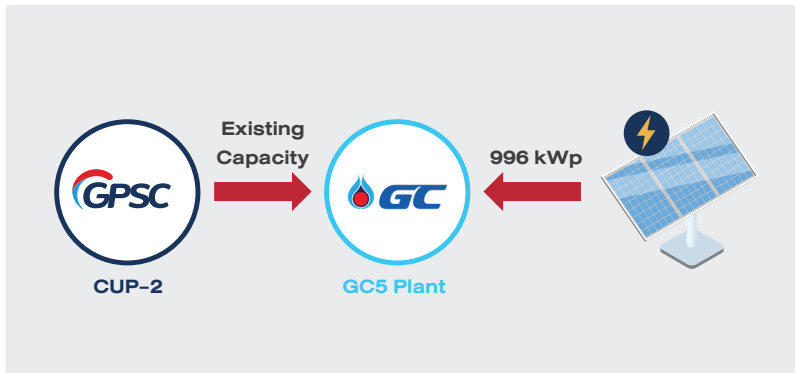 Existing
Capacity
996 kWp
GPSC
GC
CUP-2
GC5 Plant